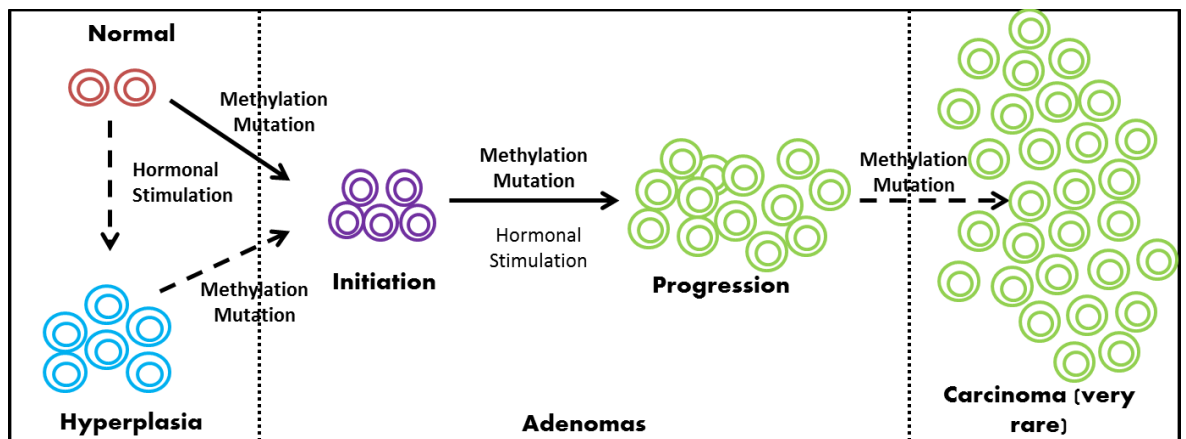 Normal
Methylation
Mutation
Hormonal
Stimulation
Methylation
Mutation
Hyperplasia
Initiation
Methylation
Mutation
Hormonal
Stimulation
Progression
Adenomas
Methylation
Mutation
Carcinoma (very
rare)